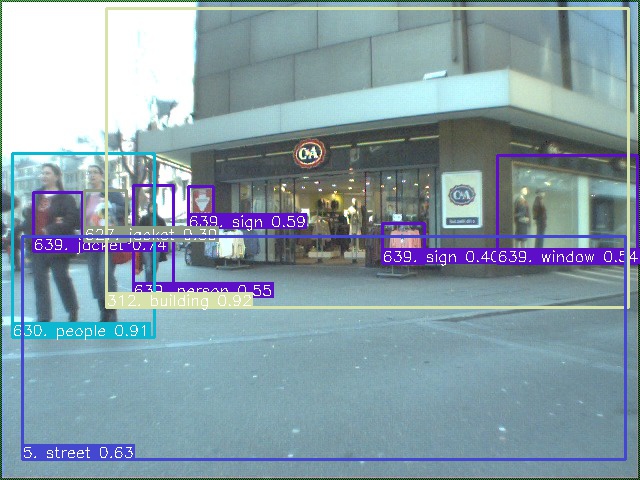 C&A
C&A
639. sign 0.59
627. jacket 0.30
639. jacket 0.74
639. sign 0.40
639. window 0.54
639. person 0.55
312. building 0.92
630. people 0.91
5. street 0.63